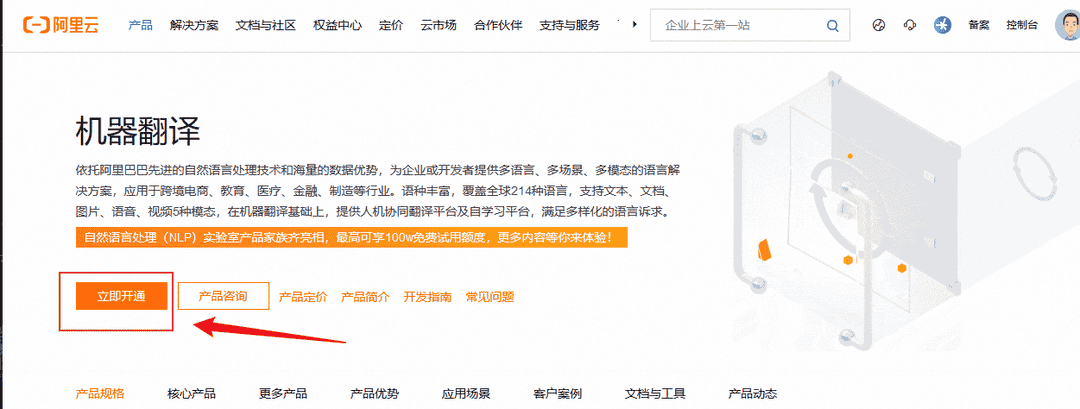 阿里云
产品 解决方案 文档与社区 权益中心 定价 云市场 合作伙伴 支持与服务 企业上云第一站 备案 控制台
机器翻译
依托阿里巴巴先进的自然语言处理技术和海量的数据优势，为企业或开发者提供多语言、多场景、多模态的语言解
决方案，应用于跨境电商、教育、医疗、金融、制造等行业。语种丰富，覆盖全球214种语言，支持文本、文档、
图片、语音、视频5种模态，在机器翻译基础上，提供人机协同翻译平台及自学习平台，满足多样化的语言诉求。
自然语言处理（NLP）实验室产品家族齐亮相，最高可享100w免费试用额度，更多内容等你来体验！
立即开通 产品咨询 产品定价 产品简介 开发指南 常见问题
产品规格 核心产品 更多产品 产品优势 应用场景 客户案例 文档与工具 产品动态